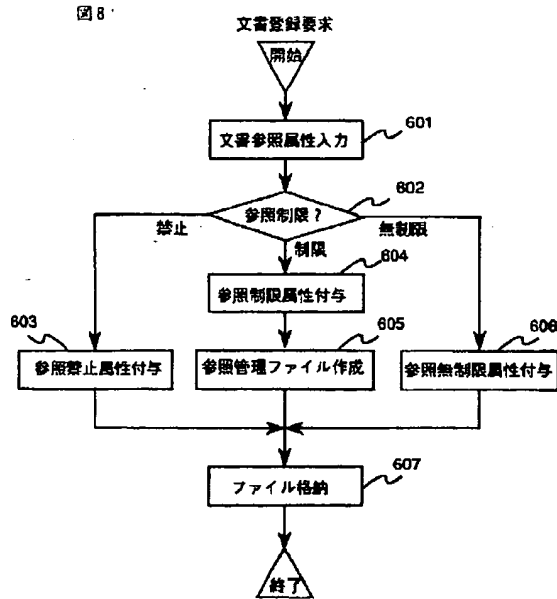 図8
文書登録要求
開始
文書参照属性入力
601
参照制限?
602
禁止
制限
無制限
参照制限属性付与
604
603
参照禁止属性付与
605
参照管理ファイル作成
606
参照無制限属性付与
ファイル格納
607
終了